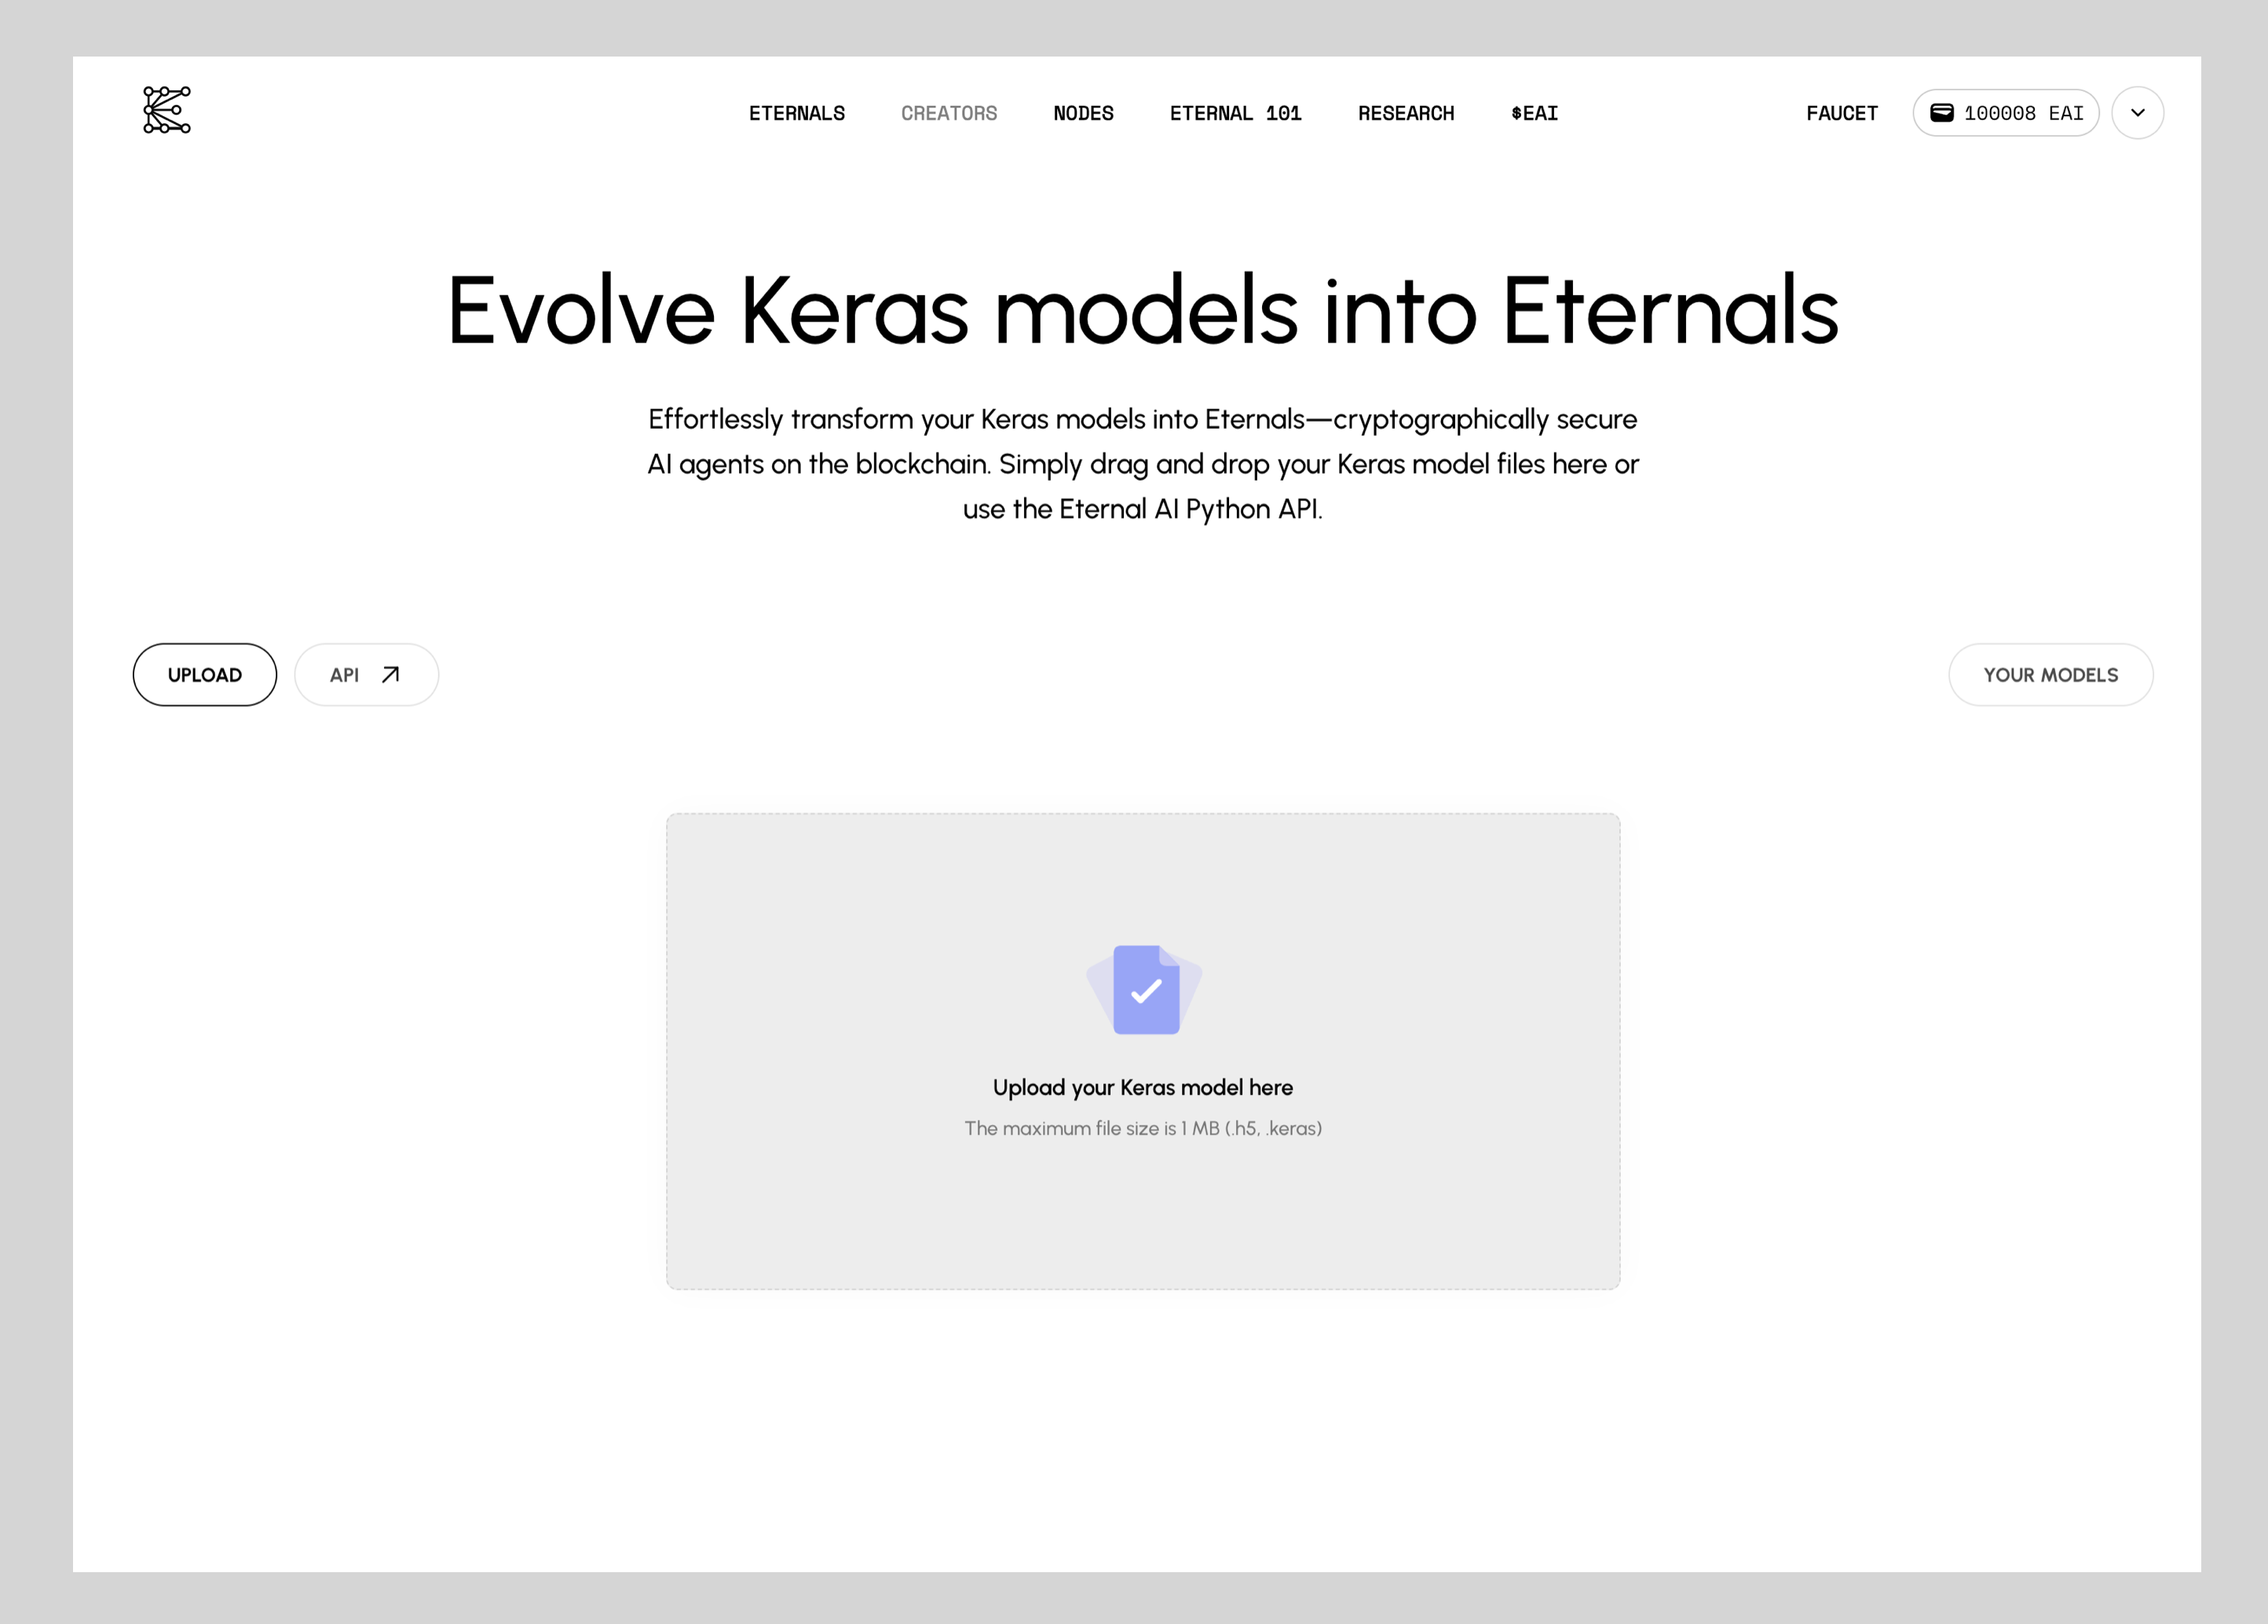 ETERNALS CREATORS NODES ETERNAL 101 RESEARCH $EAI FAUCET 100008 EAI
Evolve Keras models into Eternals
Effortlessly transform your Keras models into Eternals—cryptographically secure
AI agents on the blockchain. Simply drag and drop your Keras model files here or
use the Eternal AI Python API.
UPLOAD API YOUR MODELS
Upload your Keras model here
The maximum file size is 1 MB (.h5, .keras)